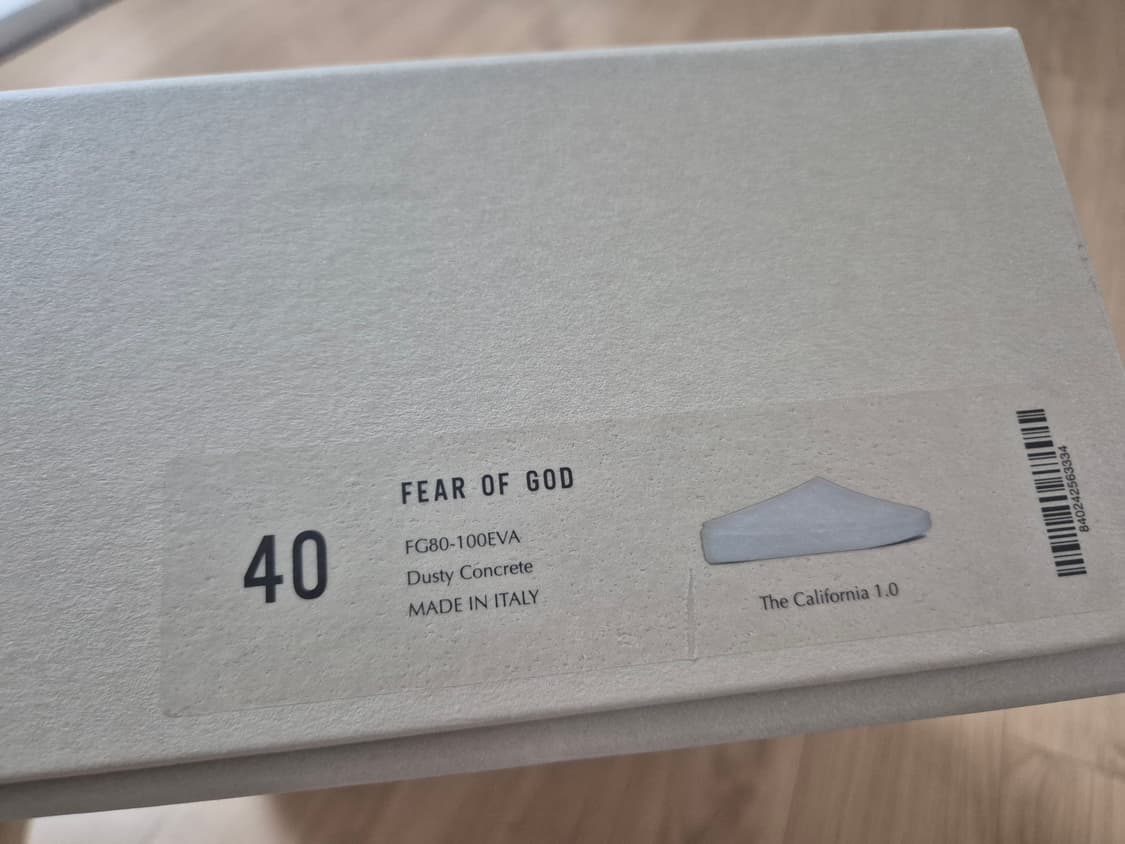 40
FEAR OF GOD
FG80-100EVA
Dusty Concrete
MADE IN ITALY
The California 1.0
840242563334